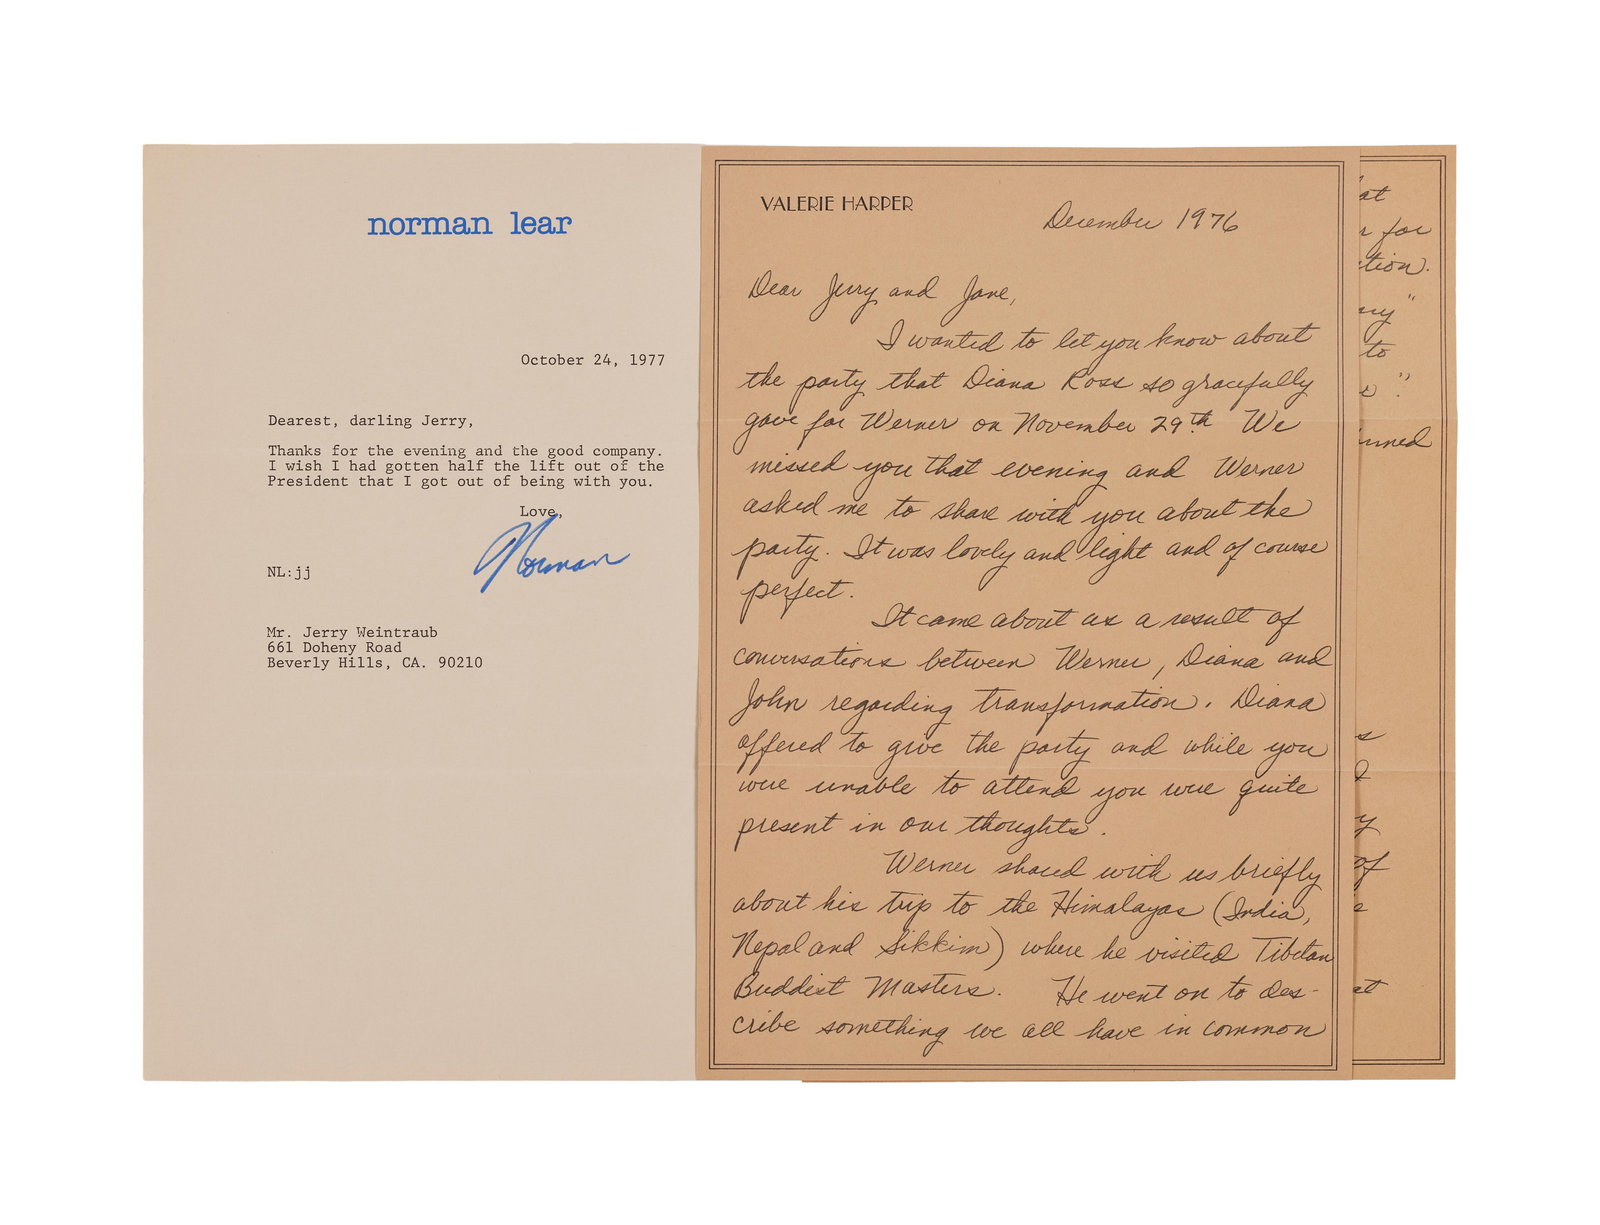 norman lear
October 24, 1977
Dearest, darling Jerry,
Thanks for the evening and the good company.
I wish I had gotten half the lift out of the
President that I got out of being with you.
Love,
Norman
NL:jj
Mr. Jerry Weintraub
661 Doheny Road
Beverly Hills, CA. 90210
VALERIE HARPER
December 1976
Dear Jerry and Jane,
I wanted to let you know about
the party that Diana Ross so gracefully
gave for Werner on November 29th. We
missed you that evening and Werner
asked me to share with you about the
party. It was lovely and light and of course
perfect.
It came about as a result of
conversations between Werner, Diana and
John regarding transformation. Diana
offered to give the party and while you
were unable to attend you were quite
present in our thoughts.
Werner shared with us briefly
about his trip to the Himalayas (India,
Nepal and Sikkim) where he visited Tibetan
Buddist Masters. He went on to des-
cribe something we all have in common
at
for
tion.
to
of
at